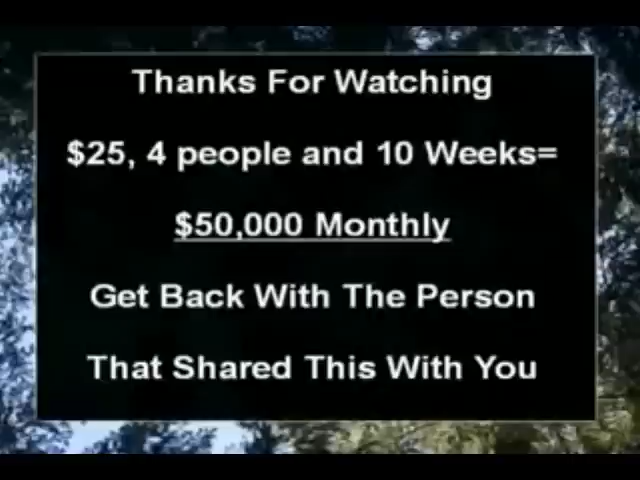 Thanks For Watching
$25, 4 people and 10 Weeks=
$50,000 Monthly
Get Back With The Person
That Shared This With You